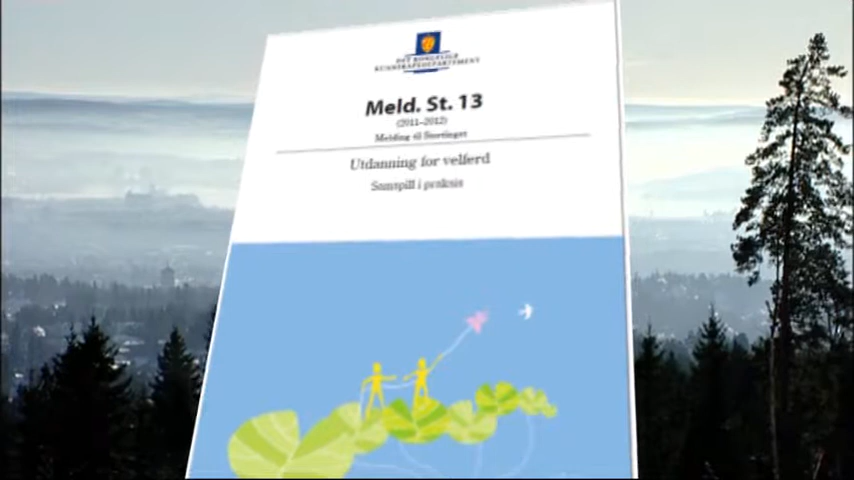 DET KONGELIGE
KUNNSKAPSDEPARTEMENT
Meld. St. 13
(2011–2012)
Melding til Stortinget
Utdanning for velferd
Samspill i praksis